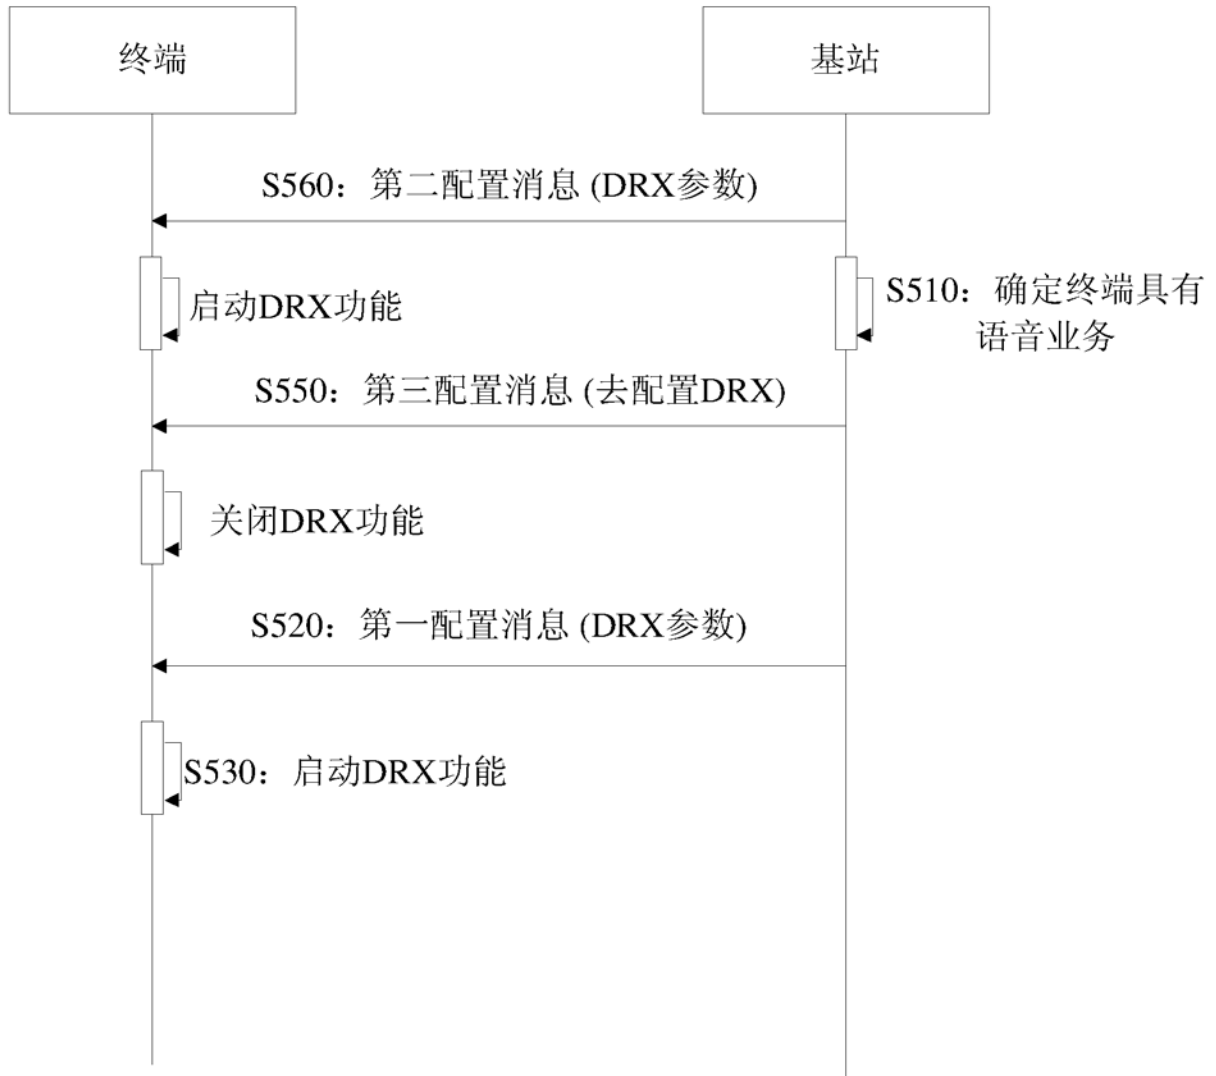 终端
基站
S560：第二配置消息 (DRX参数)
启动DRX功能
S510：确定终端具有
语音业务
S550：第三配置消息 (去配置DRX)
关闭DRX功能
S520：第一配置消息 (DRX参数)
S530：启动DRX功能